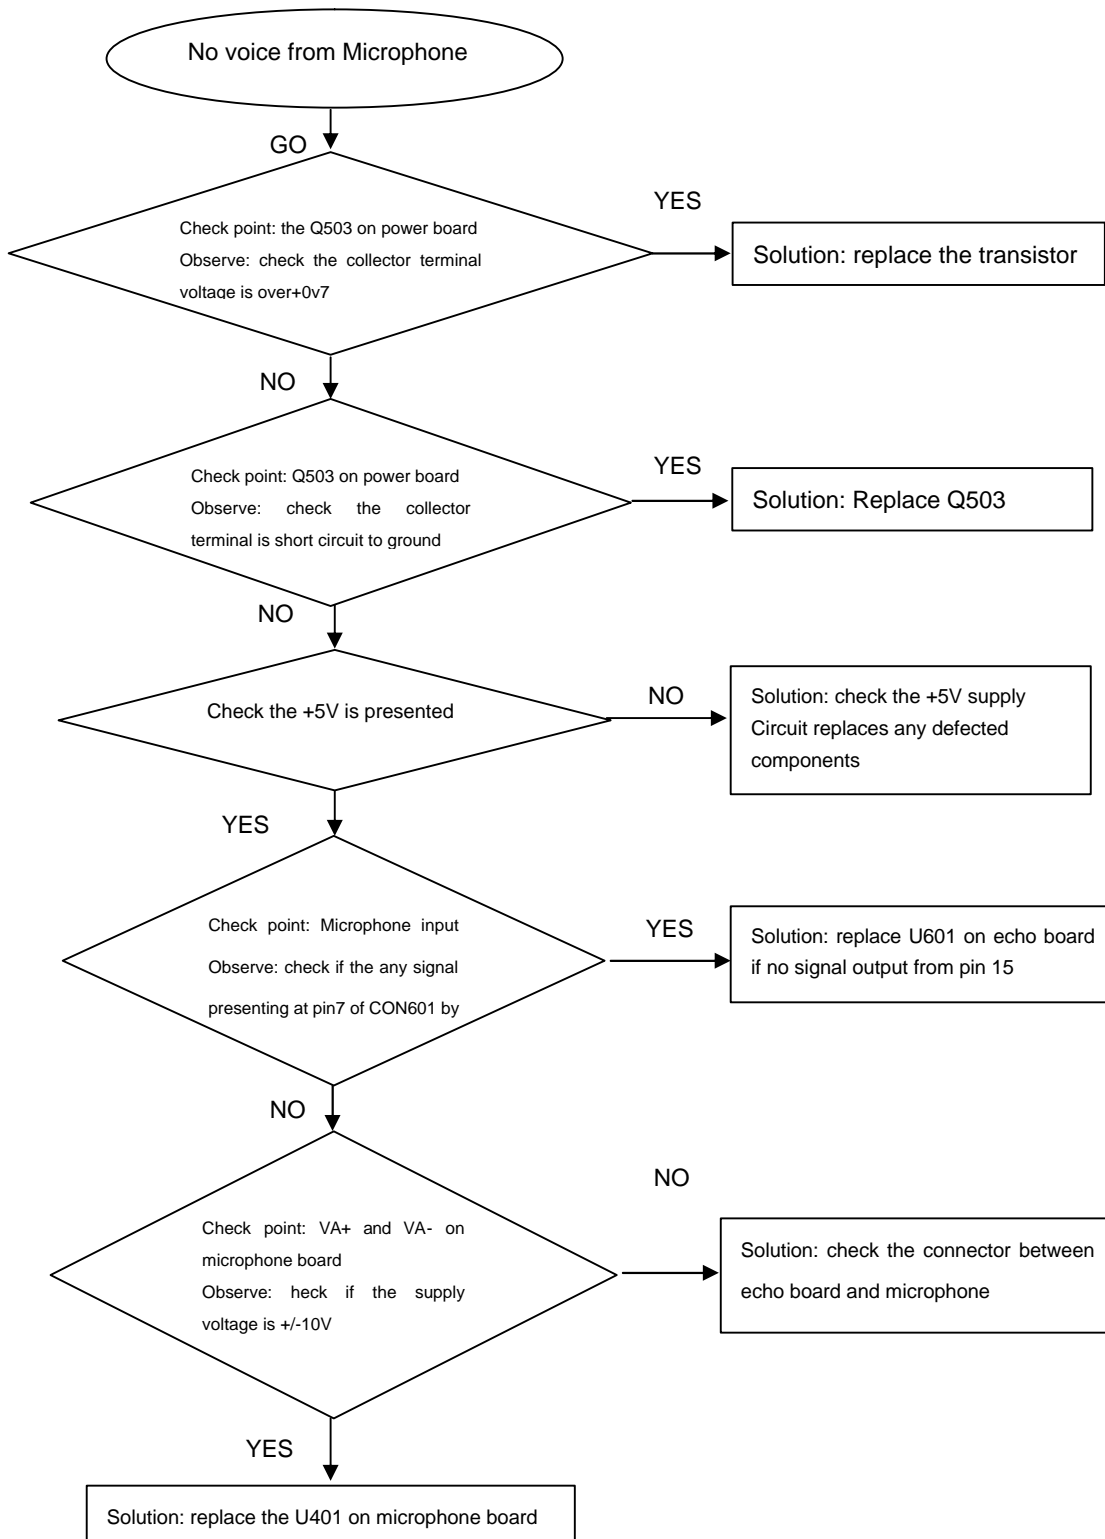 No voice from Microphone
GO
YES
Check point: the Q503 on power board
Observe: check the collector terminal
voltage is over+0v7
Solution: replace the transistor
NO
YES
Check point: Q503 on power board
Observe: check the collector
terminal is short circuit to ground
Solution: Replace Q503
NO
Check the +5V is presented
NO
Solution: check the +5V supply
Circuit replaces any defected
components
YES
Check point: Microphone input
Observe: check if the any signal
presenting at pin7 of CON601 by
YES
Solution: replace U601 on echo board
if no signal output from pin 15
NO
NO
Check point: VA+ and VA- on
microphone board
Observe: heck if the supply
voltage is +/-10V
Solution: check the connector between
echo board and microphone
YES
Solution: replace the U401 on microphone board